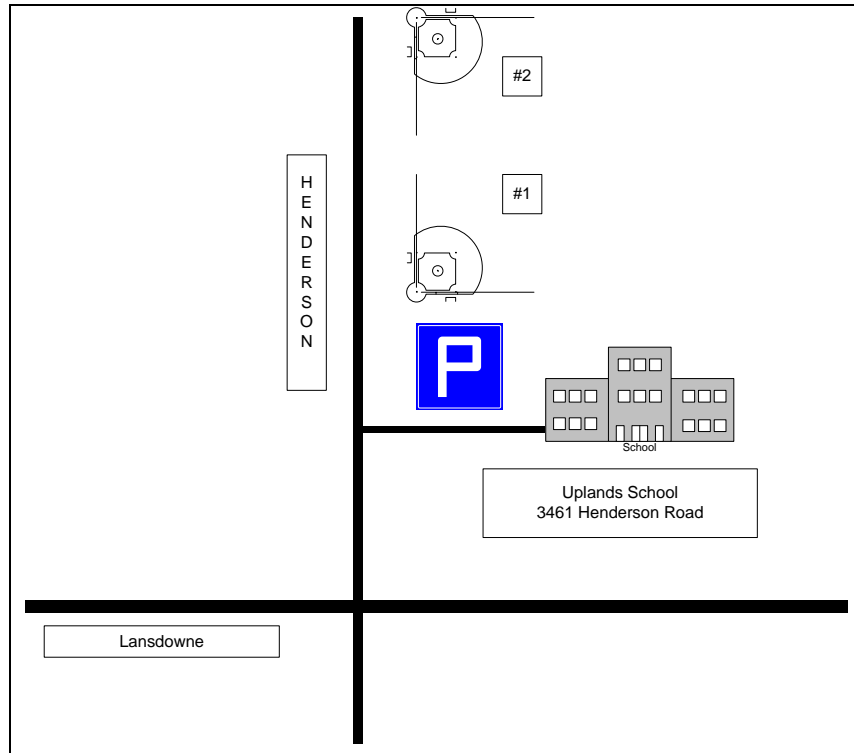 #2
#1
HENDERSON
P
School
Uplands School
3461 Henderson Road
Lansdowne